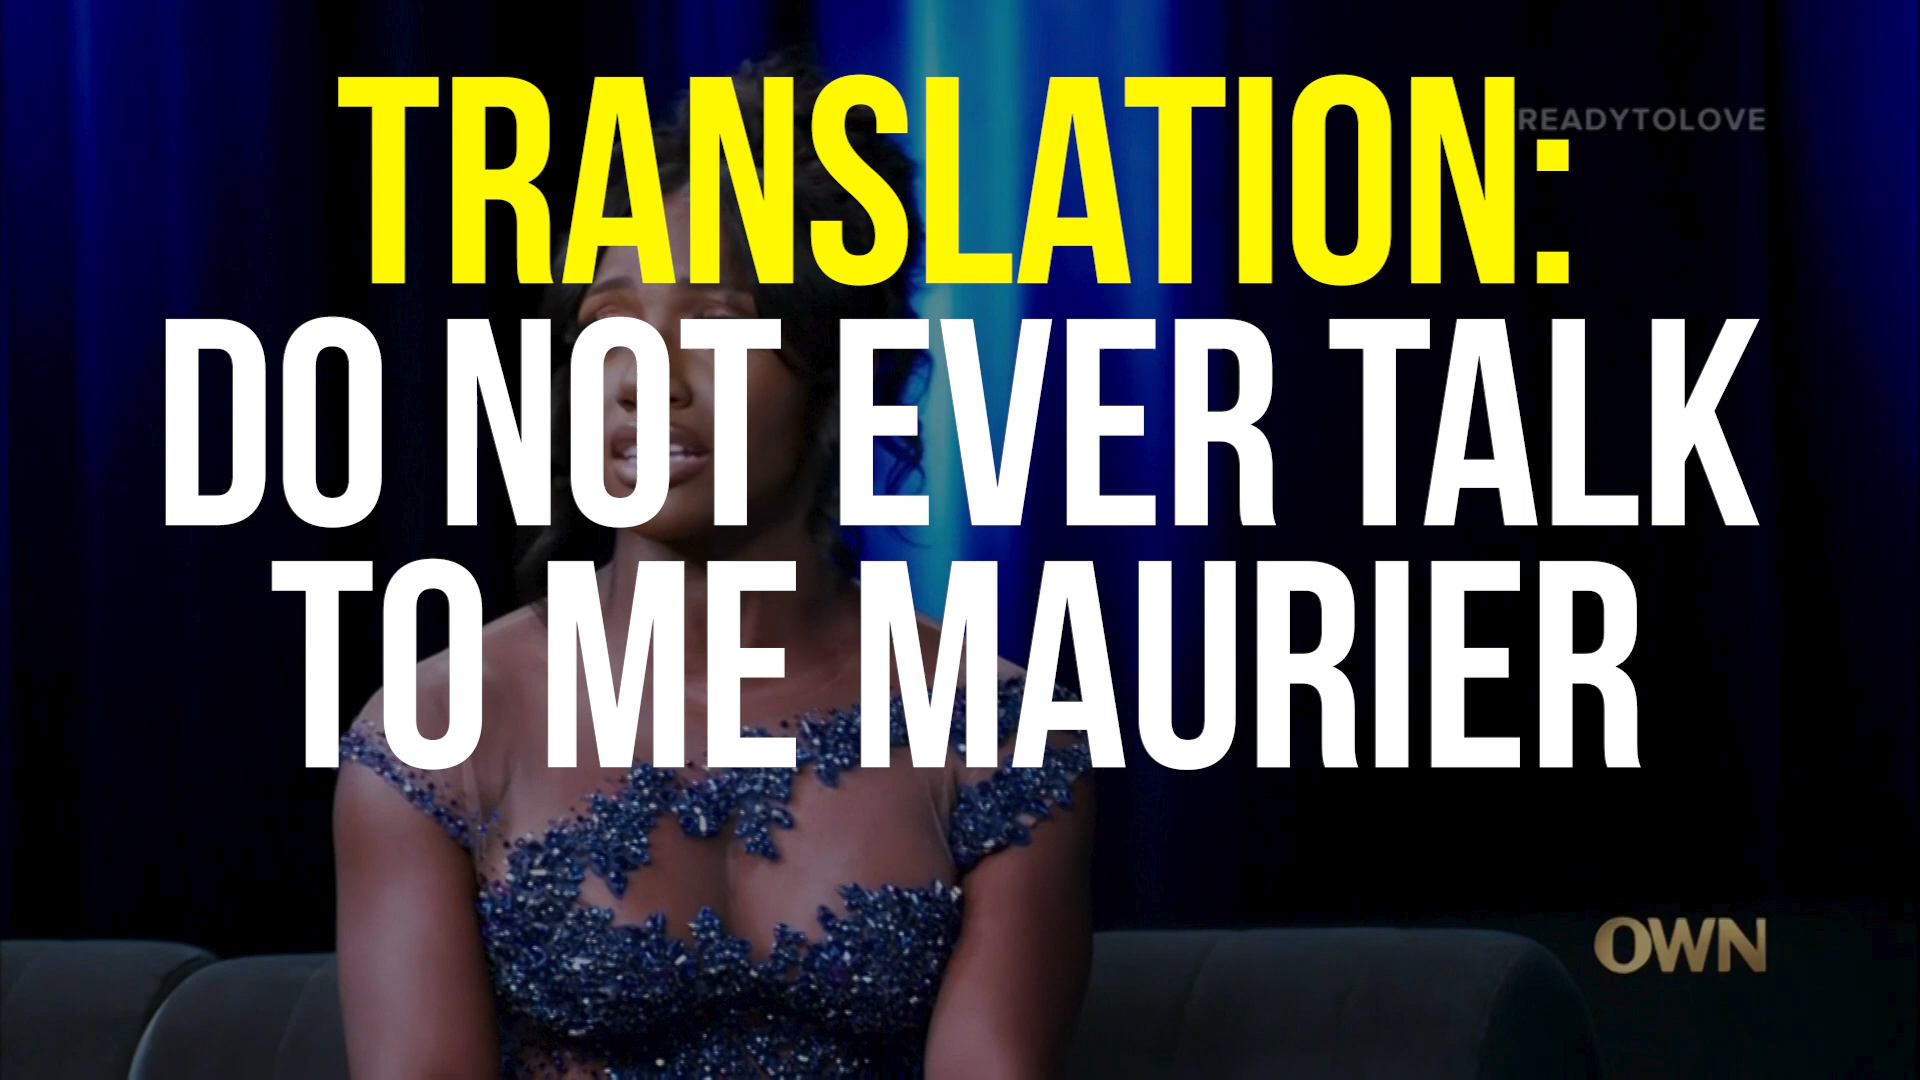 TRANSLATION:
READYTOLOVE
DO NOT EVER TALK
TO ME MAURIER
OWN